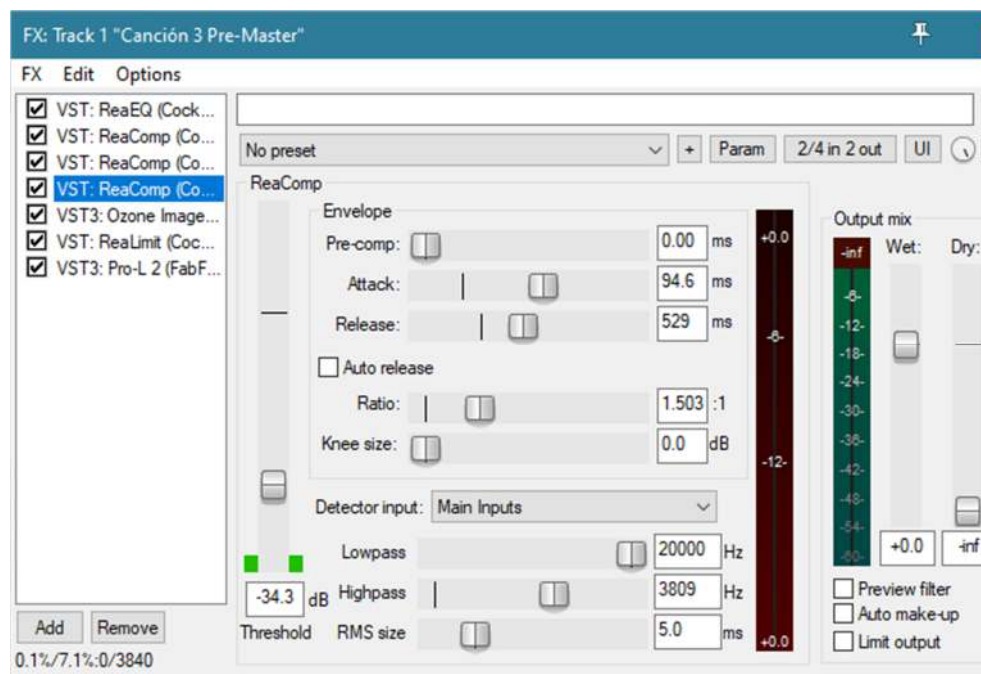 FX: Track 1 "Canción 3 Pre-Master"
FX Edit Options
VST: ReaEQ (Cock...
VST: ReaComp (Co...
VST: ReaComp (Co...
VST: ReaComp (Co...
VST3: Ozone Image...
VST: ReaLimit (Coc...
VST3: Pro-L 2 (FabF...
Add Remove
0.1%/7.1%:0/3840
No preset + Param 2/4 in 2 out UI
ReaComp
-34.3 dB
Threshold
Envelope
Pre-comp: 0.00 ms
Attack: 94.6 ms
Release: 529 ms
Auto release
Ratio: 1.503 :1
Knee size: 0.0 dB
Detector input: Main Inputs
Lowpass 20000 Hz
Highpass 3809 Hz
RMS size 5.0 ms
+0.0
-6-
-12-
+0.0
Output mix
Wet: Dry:
-inf
-6-
-12-
-18-
-24-
-30-
-36-
-42-
-48-
-54-
-60-
+0.0 -inf
Preview filter
Auto make-up
Limit output